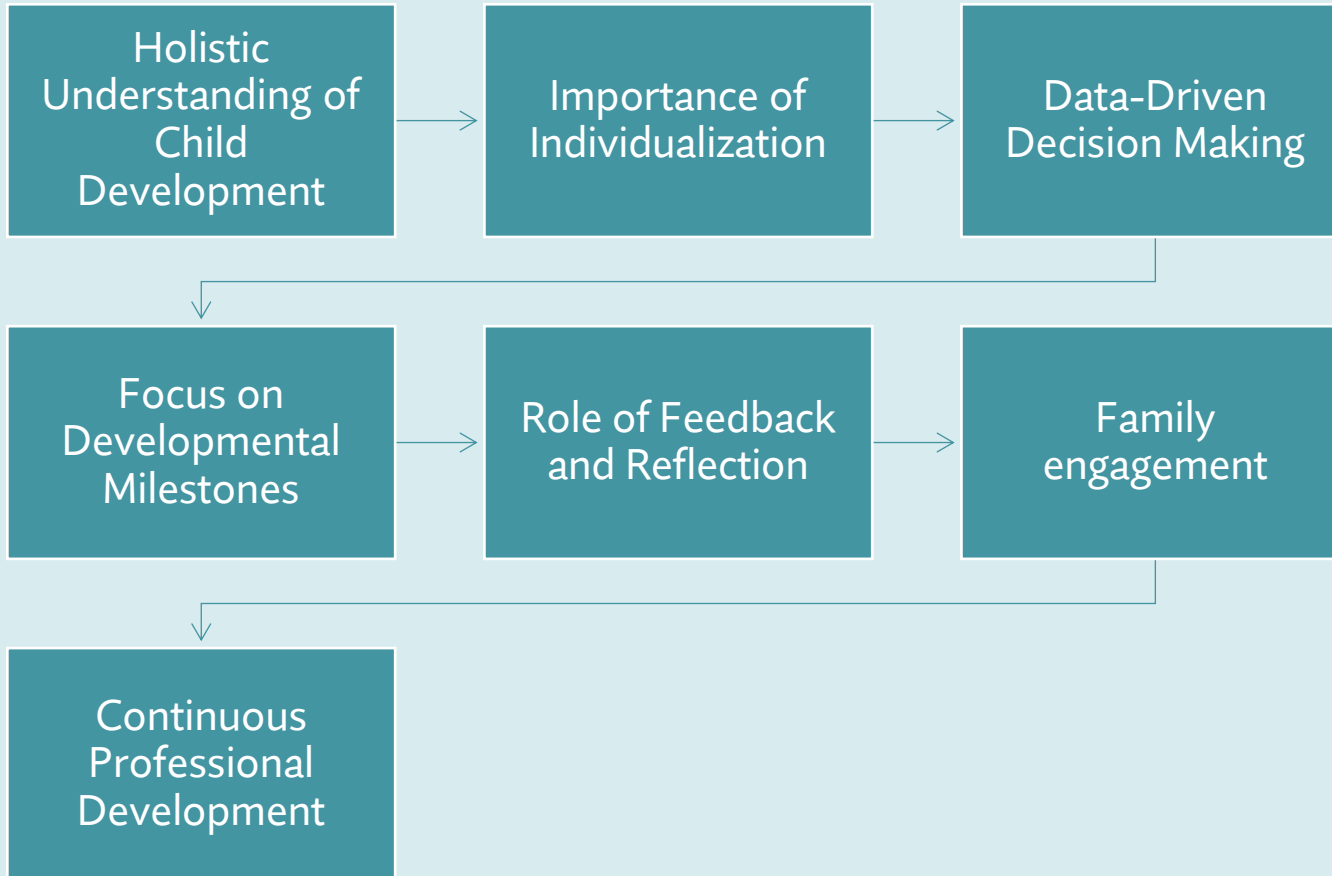 Holistic
Understanding of
Child
Development
Importance of
Individualization
Data-Driven
Decision Making
Focus on
Developmental
Milestones
Role of Feedback
and Reflection
Family
engagement
Continuous
Professional
Development